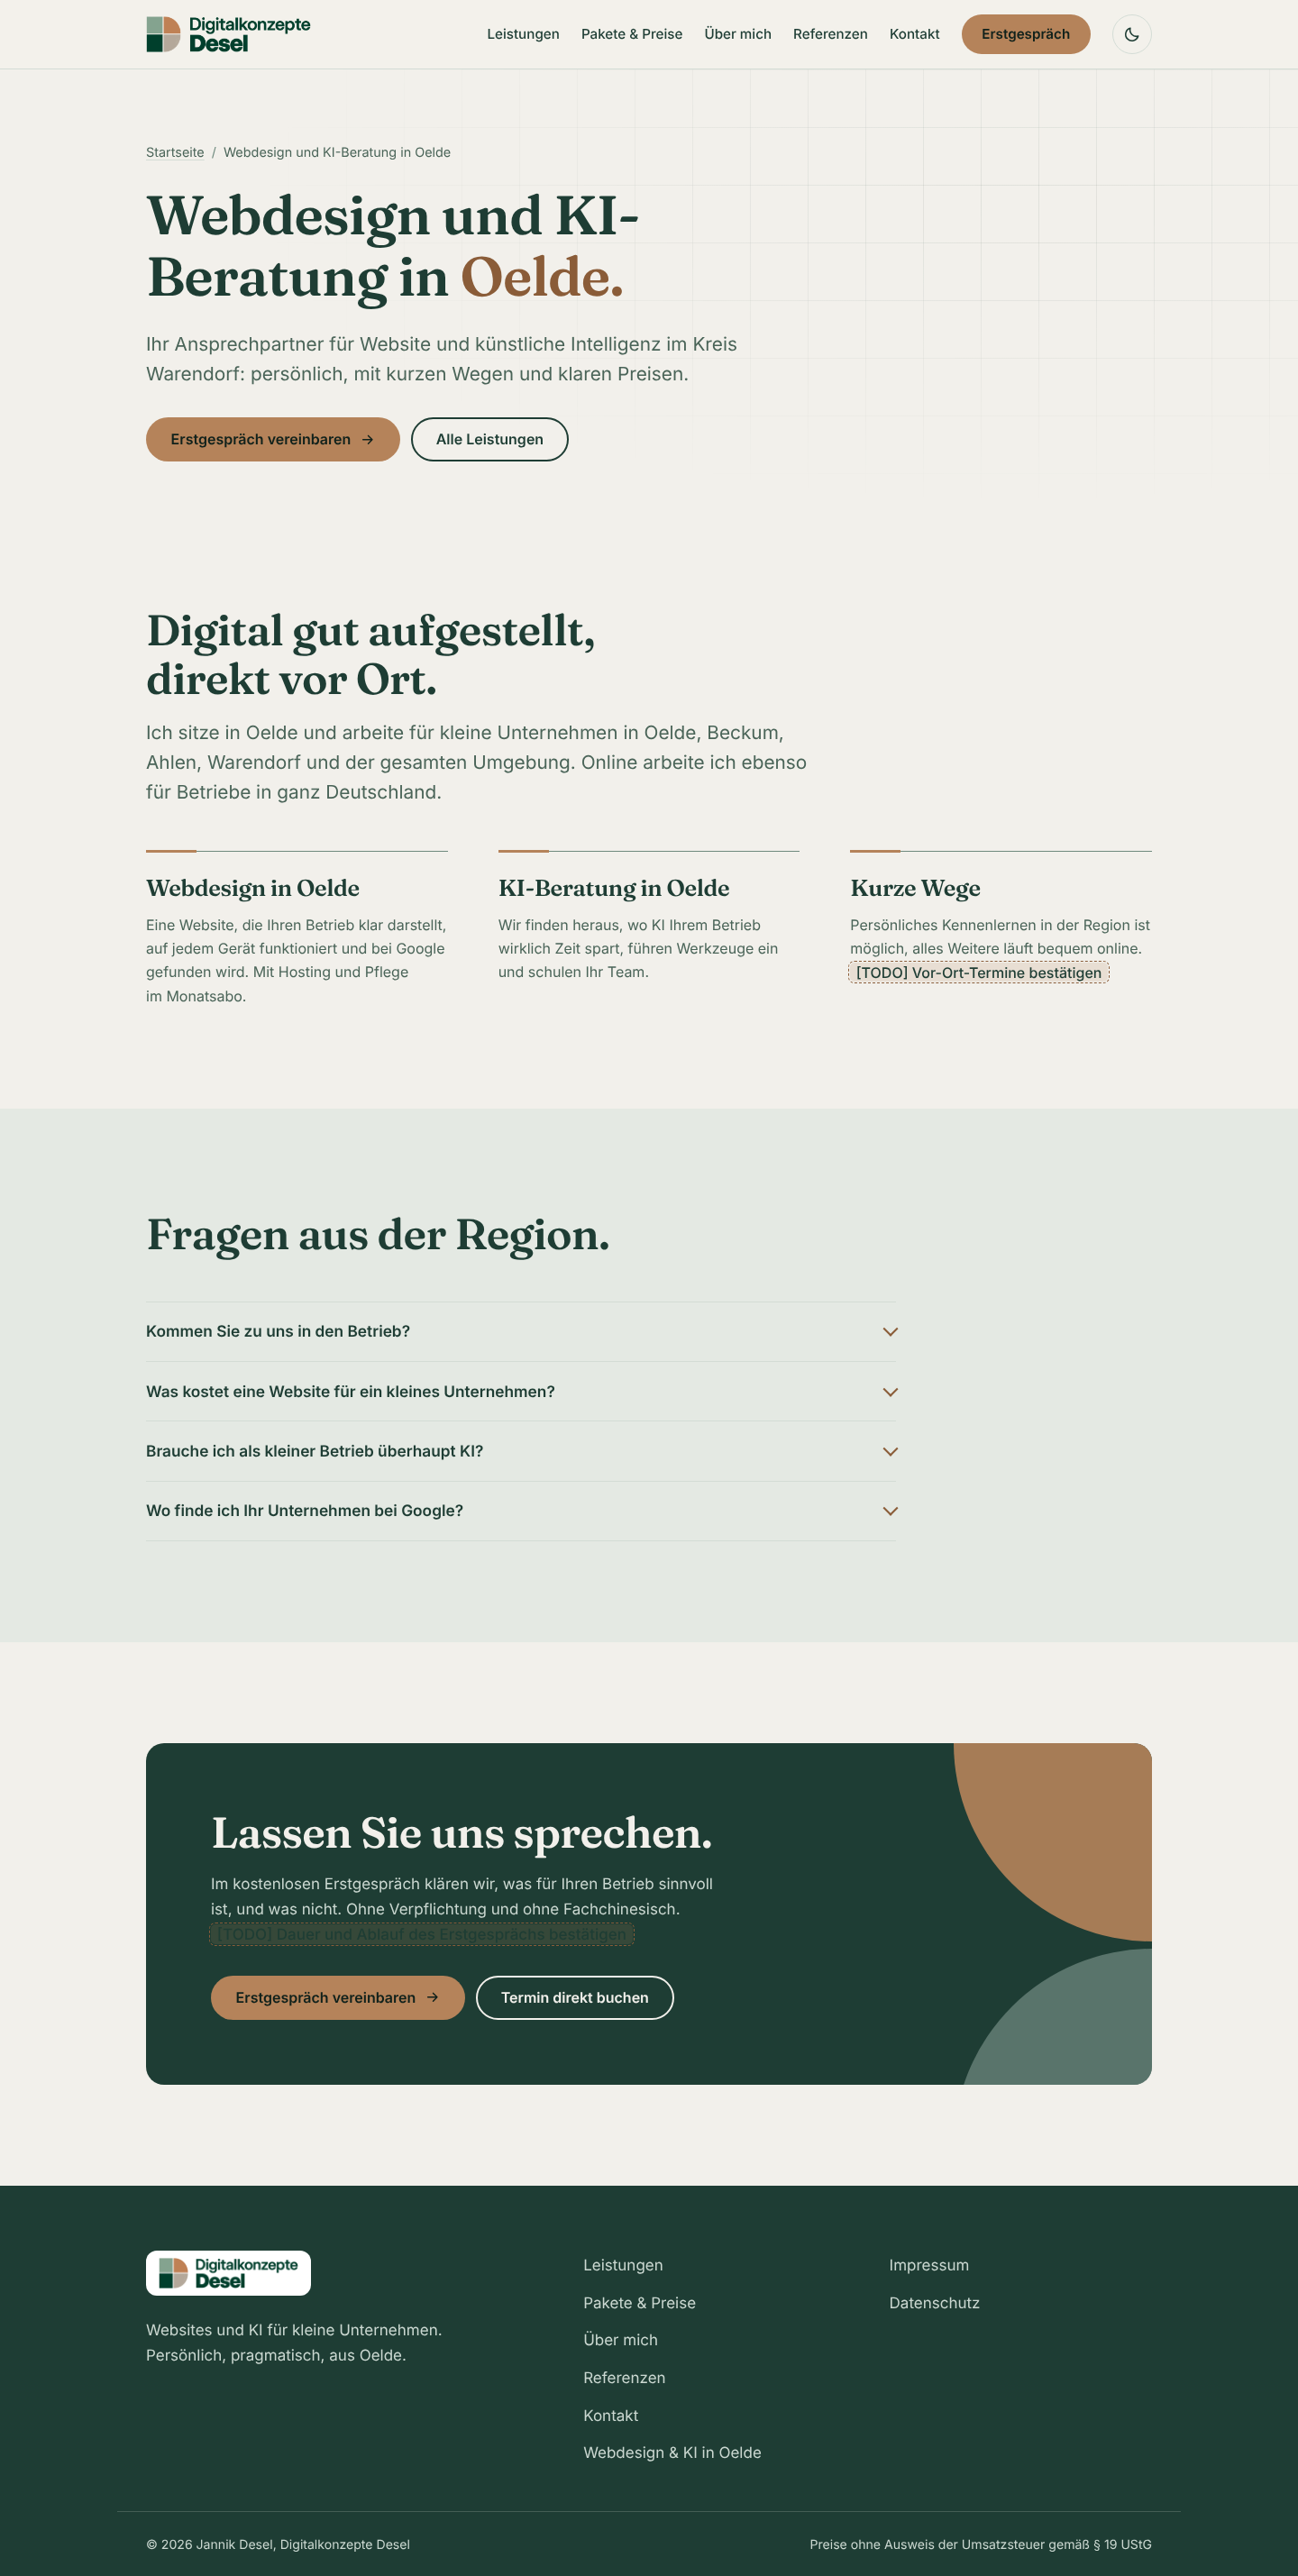 Digitalkonzepte
Desel
Leistungen
Pakete & Preise
Über mich
Referenzen
Kontakt
Erstgespräch
Startseite / Webdesign und KI-Beratung in Oelde
Webdesign und KI-
Beratung in Oelde.
Ihr Ansprechpartner für Website und künstliche Intelligenz im Kreis
Warendorf: persönlich, mit kurzen Wegen und klaren Preisen.
Erstgespräch vereinbaren →
Alle Leistungen
Digital gut aufgestellt,
direkt vor Ort.
Ich sitze in Oelde und arbeite für kleine Unternehmen in Oelde, Beckum,
Ahlen, Warendorf und der gesamten Umgebung. Online arbeite ich ebenso
für Betriebe in ganz Deutschland.
Webdesign in Oelde
Eine Website, die Ihren Betrieb klar darstellt,
auf jedem Gerät funktioniert und bei Google
gefunden wird. Mit Hosting und Pflege
im Monatsabo.
KI-Beratung in Oelde
Wir finden heraus, wo KI Ihrem Betrieb
wirklich Zeit spart, führen Werkzeuge ein
und schulen Ihr Team.
Kurze Wege
Persönliches Kennenlernen in der Region ist
möglich, alles Weitere läuft bequem online.
[TODO] Vor-Ort-Termine bestätigen
Fragen aus der Region.
Kommen Sie zu uns in den Betrieb?
Was kostet eine Website für ein kleines Unternehmen?
Brauche ich als kleiner Betrieb überhaupt KI?
Wo finde ich Ihr Unternehmen bei Google?
Lassen Sie uns sprechen.
Im kostenlosen Erstgespräch klären wir, was für Ihren Betrieb sinnvoll
ist, und was nicht. Ohne Verpflichtung und ohne Fachchinesisch.
[TODO] Dauer und Ablauf des Erstgesprächs bestätigen
Erstgespräch vereinbaren →
Termin direkt buchen
Digitalkonzepte
Desel
Websites und KI für kleine Unternehmen.
Persönlich, pragmatisch, aus Oelde.
Leistungen
Pakete & Preise
Über mich
Referenzen
Kontakt
Webdesign & KI in Oelde
Impressum
Datenschutz
© 2026 Jannik Desel, Digitalkonzepte Desel
Preise ohne Ausweis der Umsatzsteuer gemäß § 19 UStG